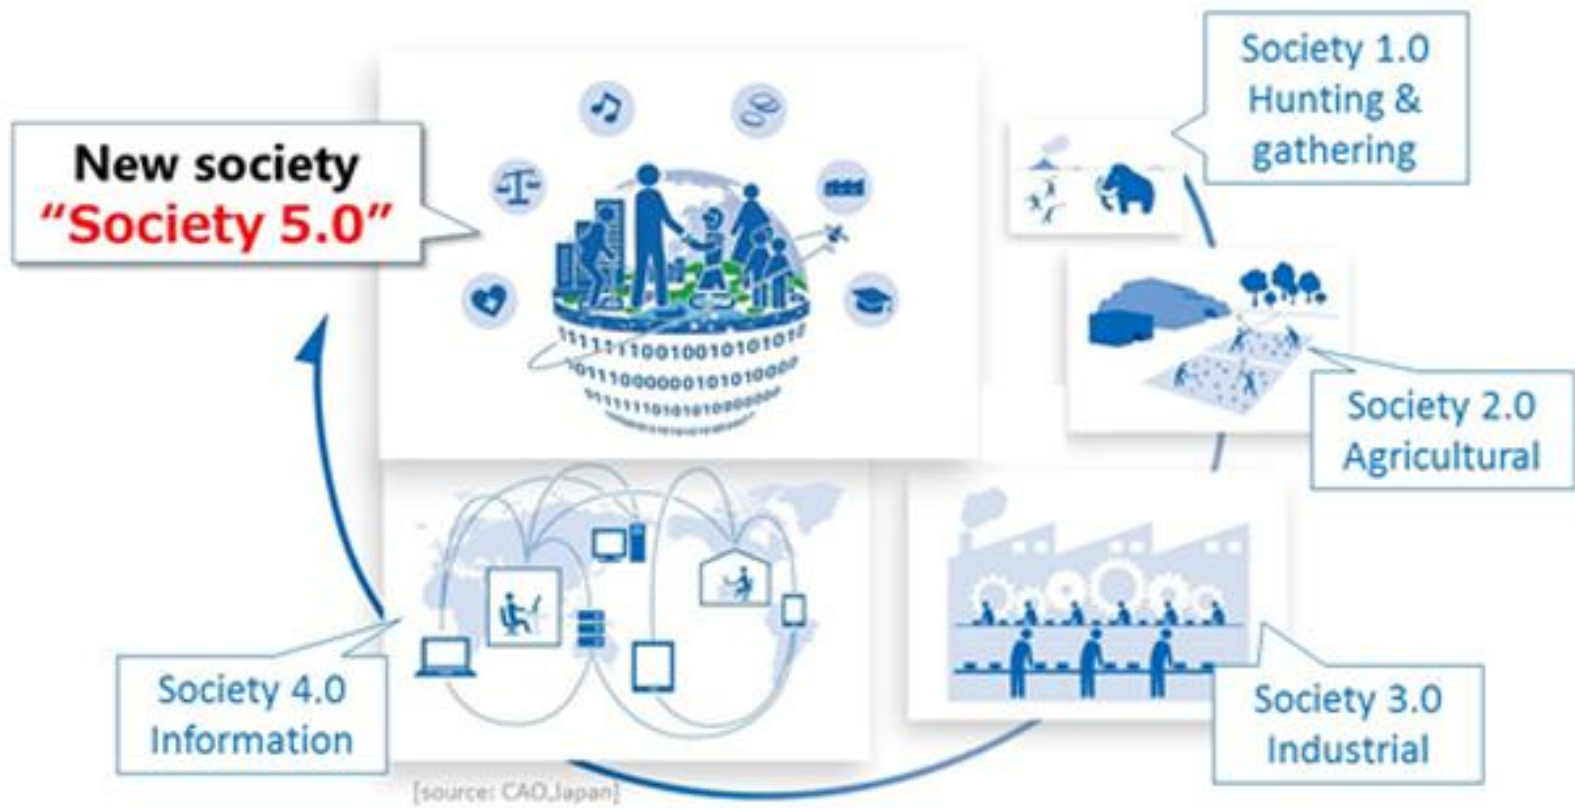 New society
“Society 5.0”
Society 1.0
Hunting &
gathering
Society 2.0
Agricultural
Society 3.0
Industrial
Society 4.0
Information
[source: CAO,Japan]